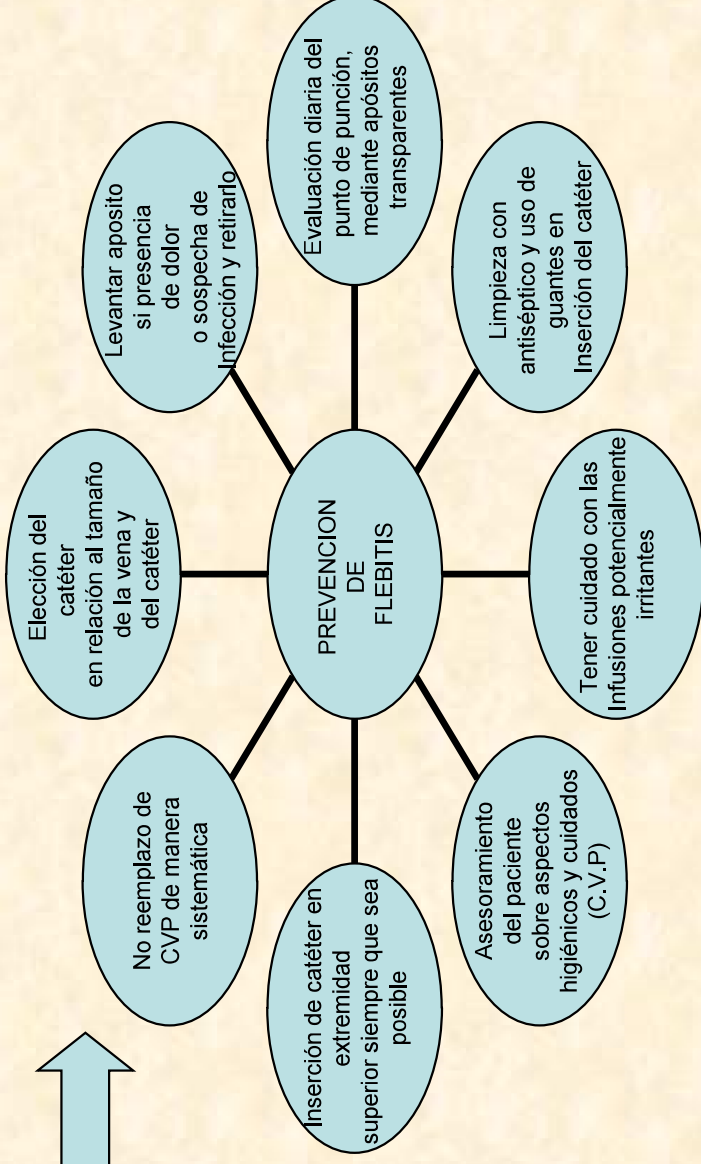 PREVENCION
DE
FLEBITIS
Elección del
catéter
en relación al tamaño
de la vena y
del catéter
Levantar aposito
si presencia
de dolor
o sospecha de
Infección y retirarlo
Evaluación diaria del
punto de punción,
mediante apósitos
transparentes
Limpieza con
antiséptico y uso de
guantes en
Inserción del catéter
Tener cuidado con las
Infusiones potencialmente
irritantes
Asesoramiento
del paciente
sobre aspectos
higiénicos y cuidados
(C.V.P)
Inserción de catéter en
extremidad
superior siempre que sea
posible
No reemplazo de
CVP de manera
sistemática